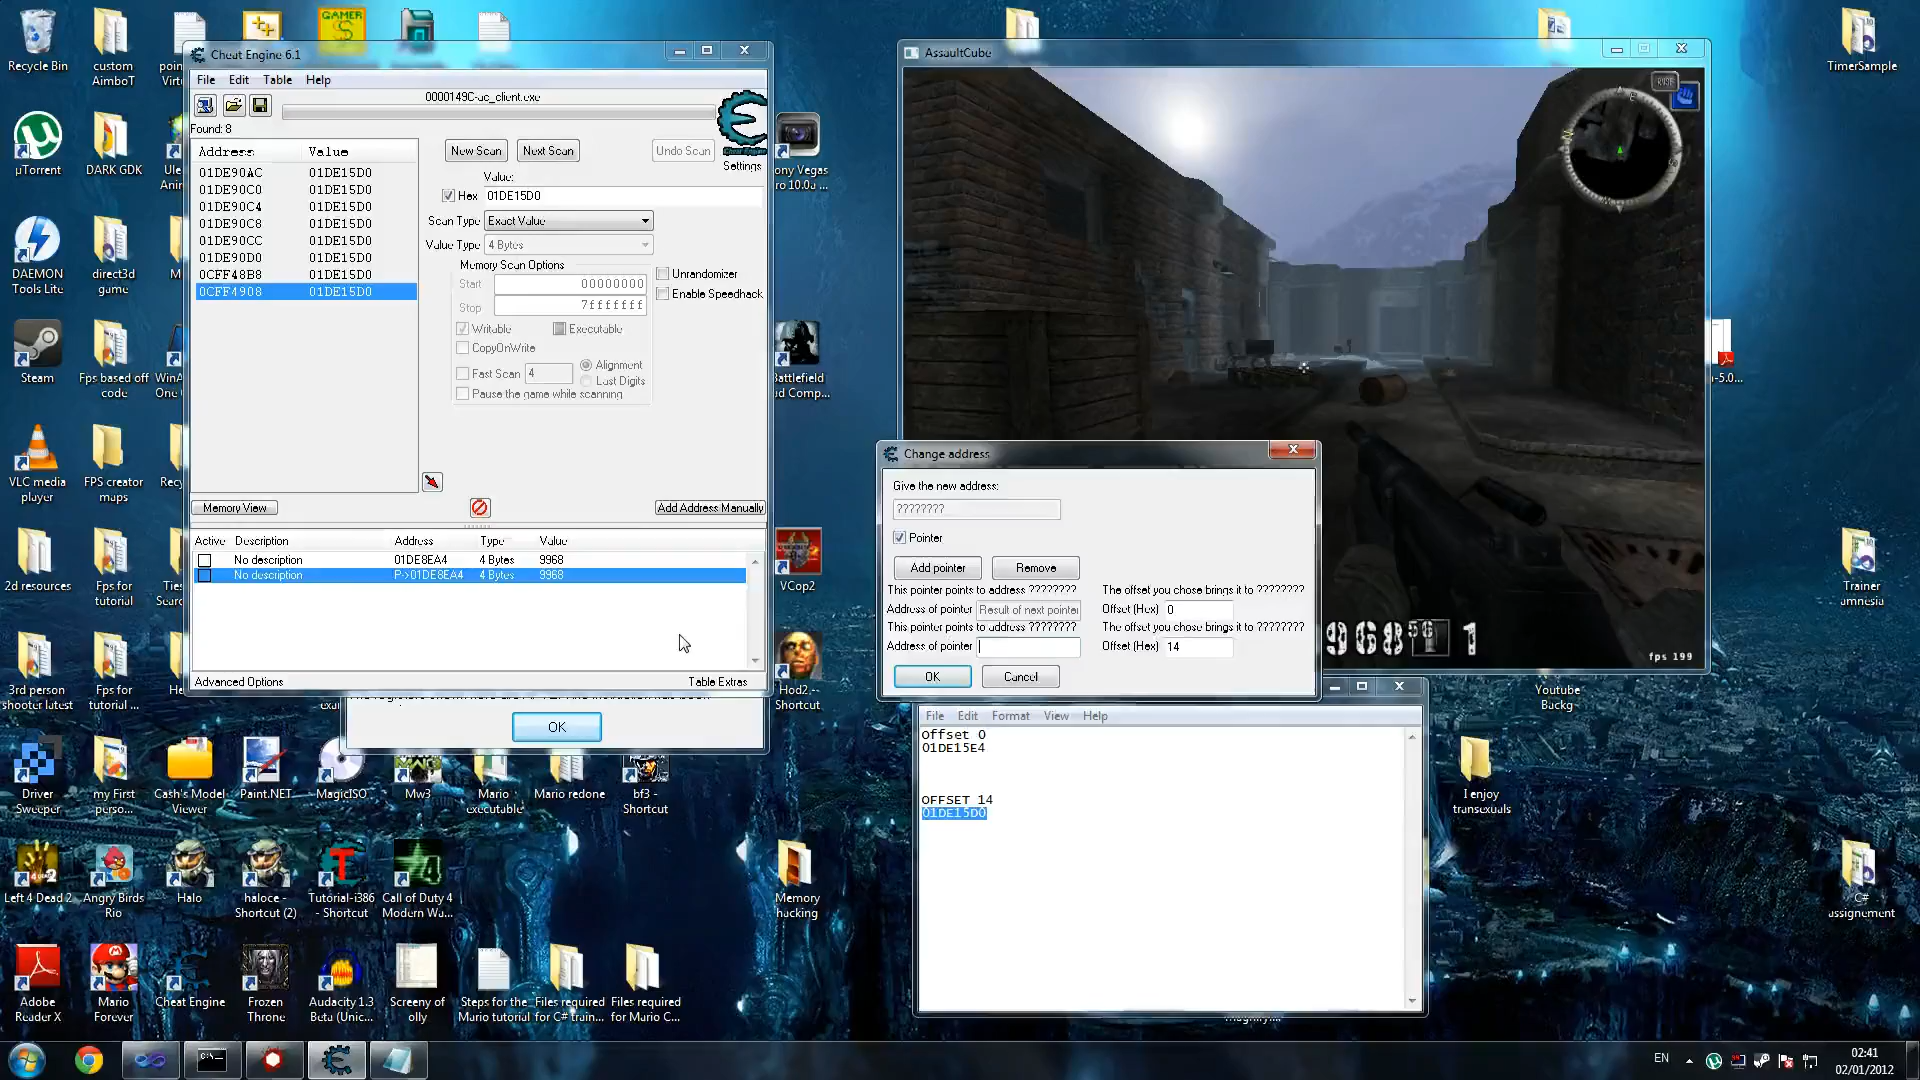 Recycle Bin
custom
AimboT
GAMER
Cheat Engine 6.1
File Edit Table Help
0000149C-ac_client.exe
Found: 8
Address Value
01DE90AC 01DE15D0
01DE90C0 01DE15D0
01DE90C4 01DE15D0
01DE90C8 01DE15D0
01DE90CC 01DE15D0
01DE90D0 01DE15D0
0CFF48B8 01DE15D0
0CFF4908 01DE15D0
New Scan Next Scan Undo Scan
Settings
Value:
Hex 01DE15D0
Scan Type Exact Value
Value Type 4 Bytes
Memory Scan Options
Start 00000000
Stop 7fffffff
Writable Executable
CopyOnWrite
Fast Scan 4 Alignment
Last Digits
Pause the game while scanning
Unrandomizer
Enable Speedhack
Memory View
Add Address Manually
Active Description Address Type Value
No description 01DE8EA4 4 Bytes 9968
No description P->01DE8EA4 4 Bytes 9968
Advanced Options Table Extras
OK
AssaultCube
968 1
fps 199
Change address
Give the new address:
????????
Pointer
Add pointer Remove
This pointer points to address ???????? The offset you chose brings it to ????????
Address of pointer Result of next pointer Offset (Hex) 0
This pointer points to address ???????? The offset you chose brings it to ????????
Address of pointer Offset (Hex) 14
OK Cancel
File Edit Format View Help
Offset 0
01DE15E4
OFFSET 14
01DE15D0
µTorrent
DARK GDK
DAEMON
Tools Lite
direct3d
game
Steam
Fps based off
code
VLC media
player
FPS creator
maps
2d resources
Fps for
tutorial
3rd person
shooter latest
Fps for
tutorial ...
Driver
Sweeper
my First
perso...
Cash's Model
Viewer
Paint.NET
MagicISO
Mw3
Mario
executable
Mario redone
bf3 -
Shortcut
Left 4 Dead 2
Angry Birds
Rio
Halo
haloce -
Shortcut (2)
Tutorial-i386
- Shortcut
Call of Duty 4
Modern Wa...
Adobe
Reader X
Mario
Forever
Cheat Engine
Frozen
Throne
Audacity 1.3
Beta (Unic...
Screeny of
olly
Steps for the
Mario tutorial
Files required
for C# train...
Files required
for Mario C...
ony Vegas
ro 10.0a ...
Battlefield
ad Comp...
VCop2
Hod2,--
Shortcut
Memory
hacking
TimerSample
n-5.0...
Trainer
amnesia
Youtube
Backg
I enjoy
transexuals
C#
assignement
magnify....
EN
02:41
02/01/2012